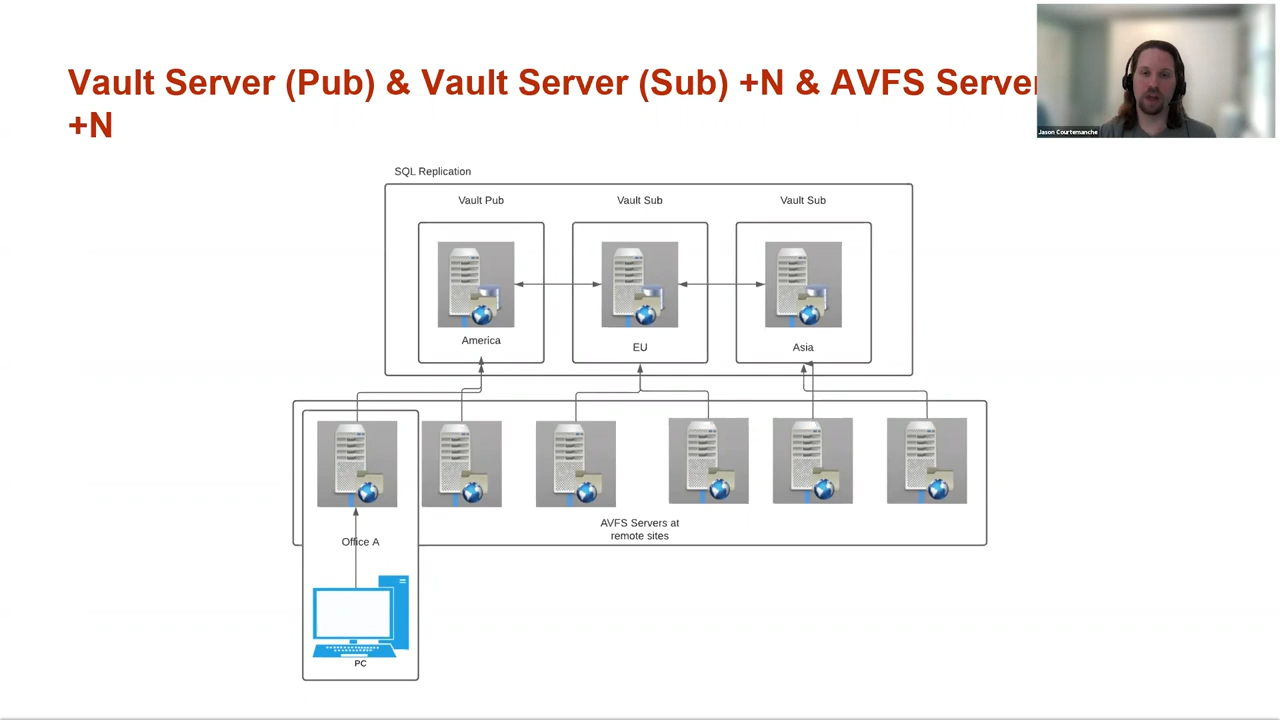 Vault Server (Pub) & Vault Server (Sub) +N & AVFS Server
+N
Jason Courtemanche
SQL Replication
Vault Pub
Vault Sub
Vault Sub
America
EU
Asia
AVFS Servers at
remote sites
Office A
PC